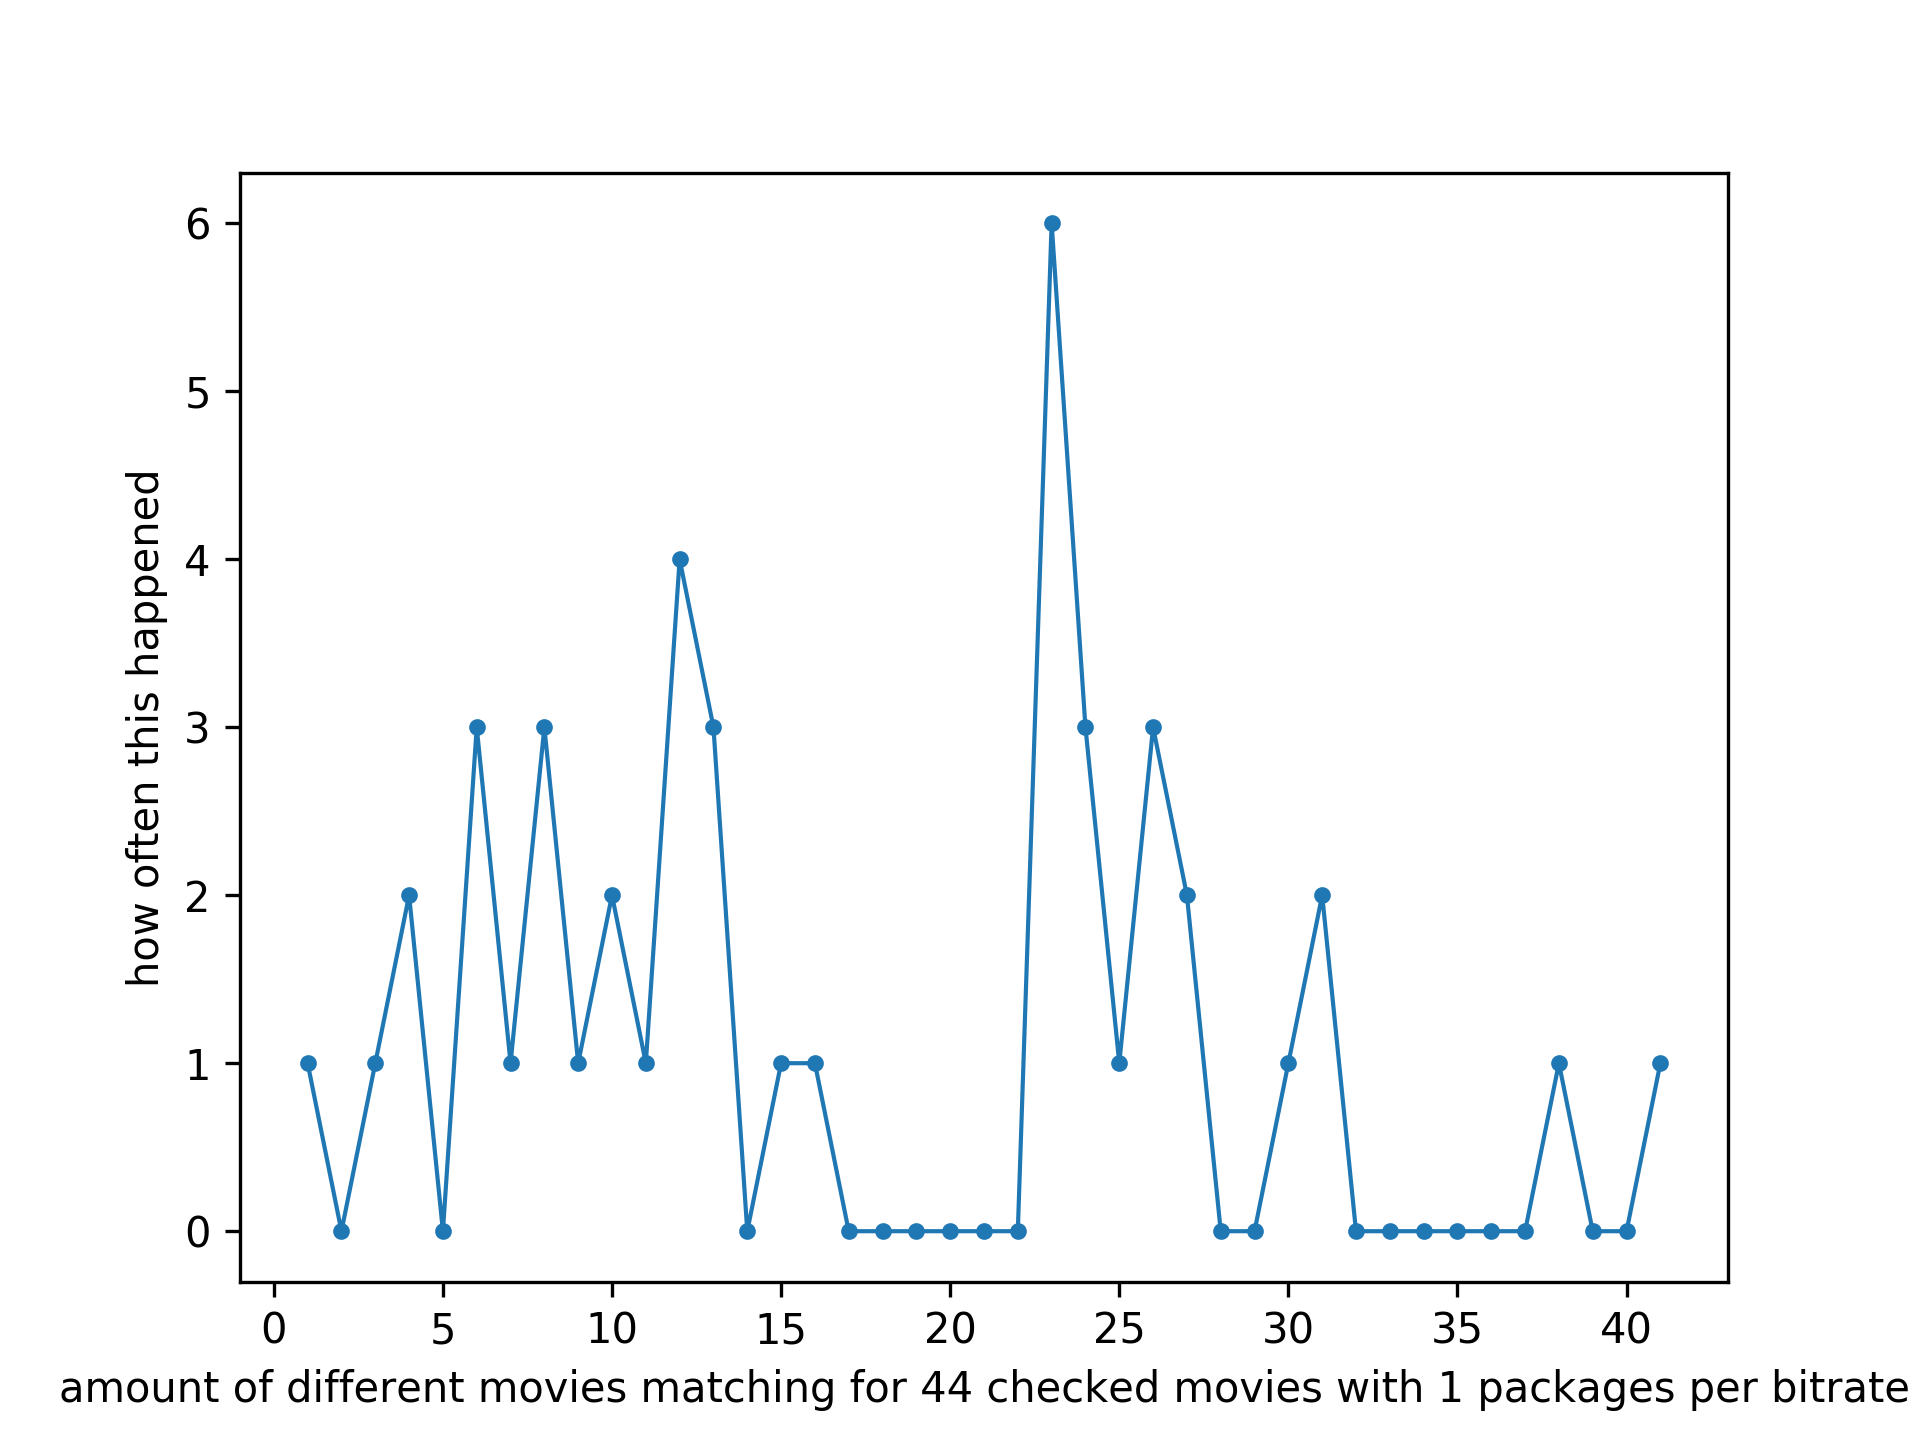 6
5
4
3
2
1
0
how often this happened
0 5 10 15 20 25 30 35 40
amount of different movies matching for 44 checked movies with 1 packages per bitrate